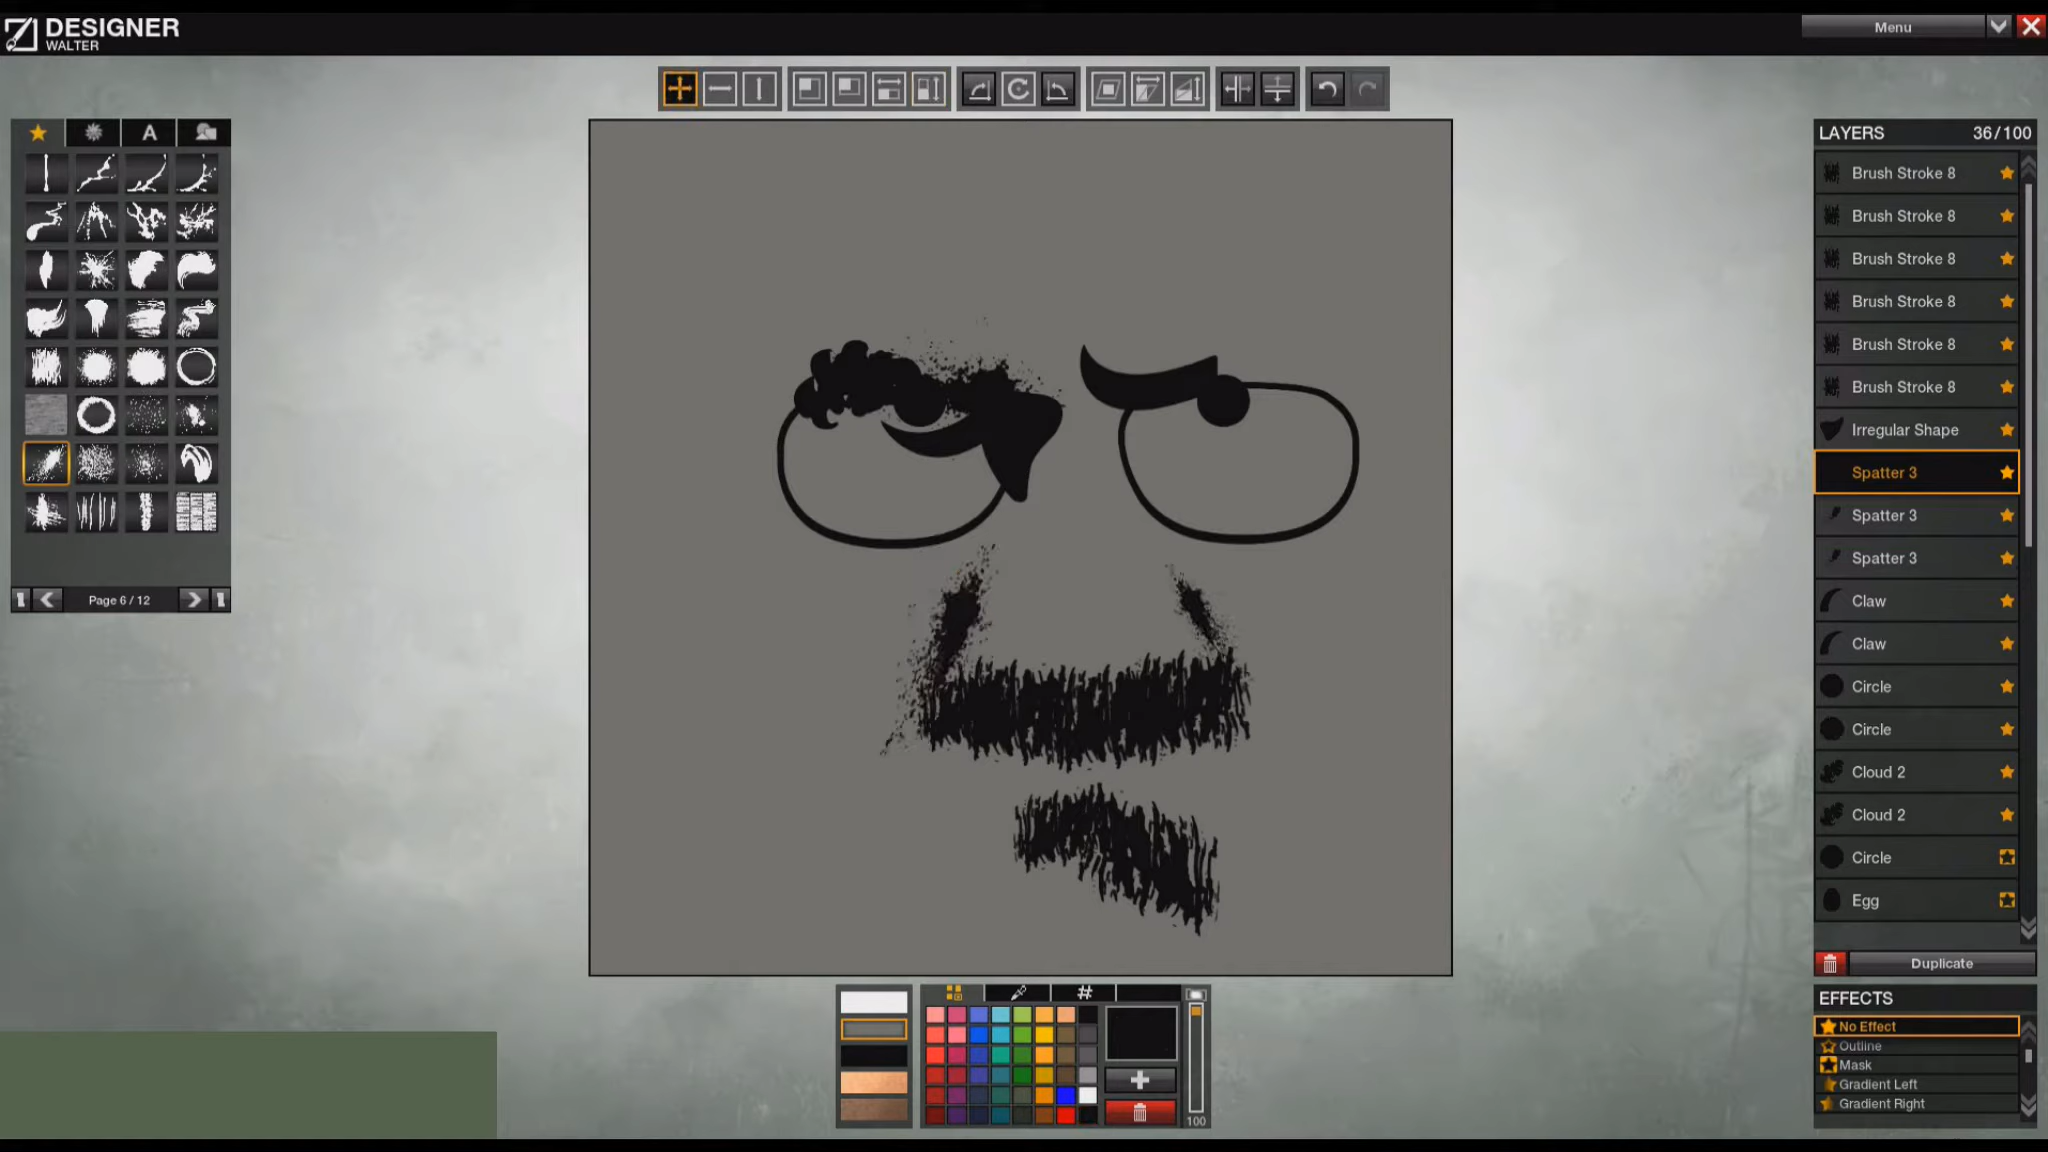 DESIGNER
WALTER
Menu
A
Page 6 / 12
LAYERS 36/100
Brush Stroke 8
Brush Stroke 8
Brush Stroke 8
Brush Stroke 8
Brush Stroke 8
Brush Stroke 8
Irregular Shape
Spatter 3
Spatter 3
Spatter 3
Claw
Claw
Circle
Circle
Cloud 2
Cloud 2
Circle
Egg
Duplicate
EFFECTS
No Effect
Outline
Mask
Gradient Left
Gradient Right
#
100